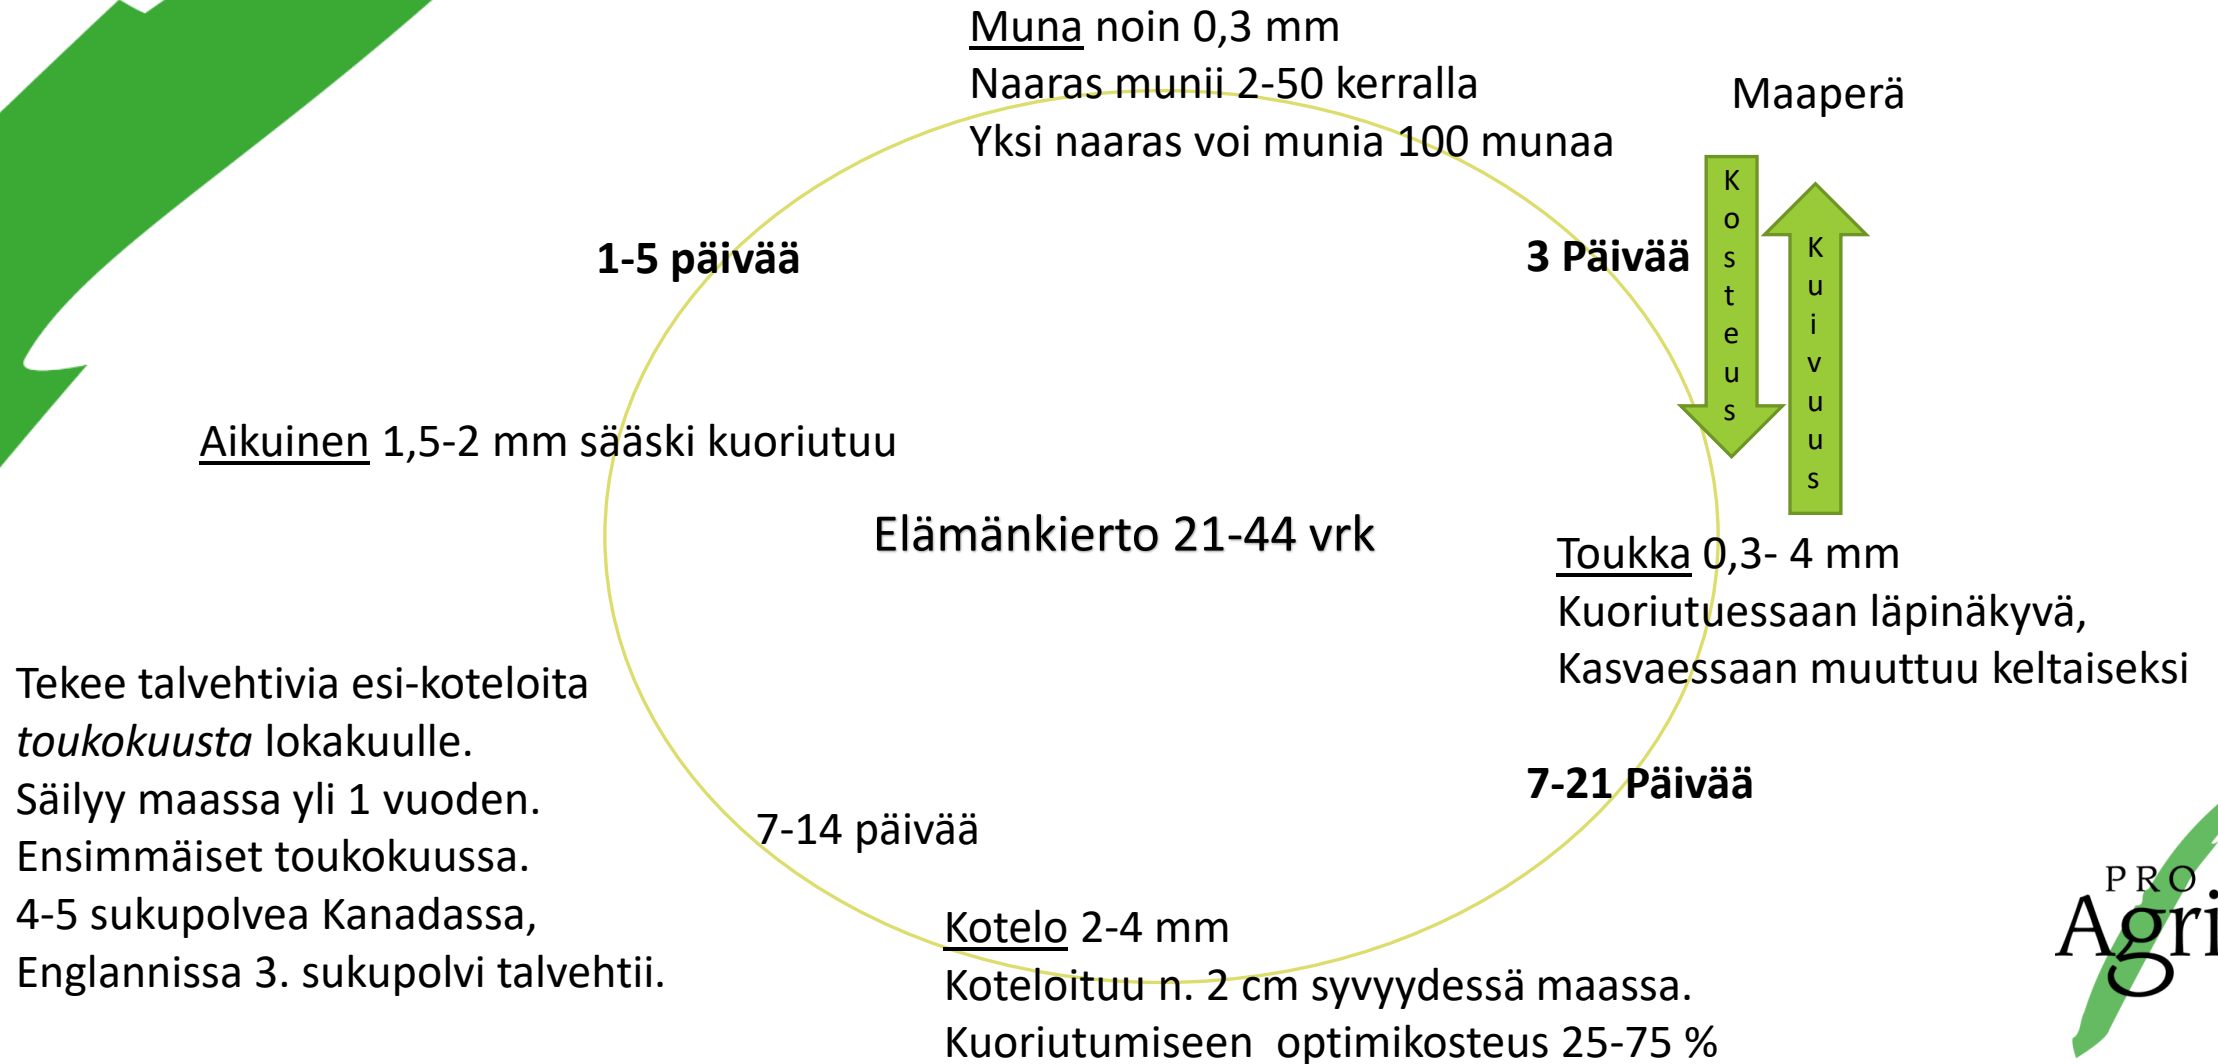 Muna noin 0,3 mm
Naaras munii 2-50 kerralla
Yksi naaras voi munia 100 munaa
Maaperä
Kosteus
Kuivuus
1-5 päivää
3 Päivää
Aikuinen 1,5-2 mm sääski kuoriutuu
Elämänkierto 21-44 vrk
Toukka 0,3- 4 mm
Kuoriutuessaan läpinäkyvä,
Kasvaessaan muuttuu keltaiseksi
Tekee talvehtivia esi-koteloita
toukokuusta lokakuulle.
Säilyy maassa yli 1 vuoden.
Ensimmäiset toukokuussa.
4-5 sukupolvea Kanadassa,
Englannissa 3. sukupolvi talvehtii.
7-21 Päivää
7-14 päivää
Kotelo 2-4 mm
Koteloituu n. 2 cm syvyydessä maassa.
Kuoriutumiseen optimikosteus 25-75 %
PRO
Agri